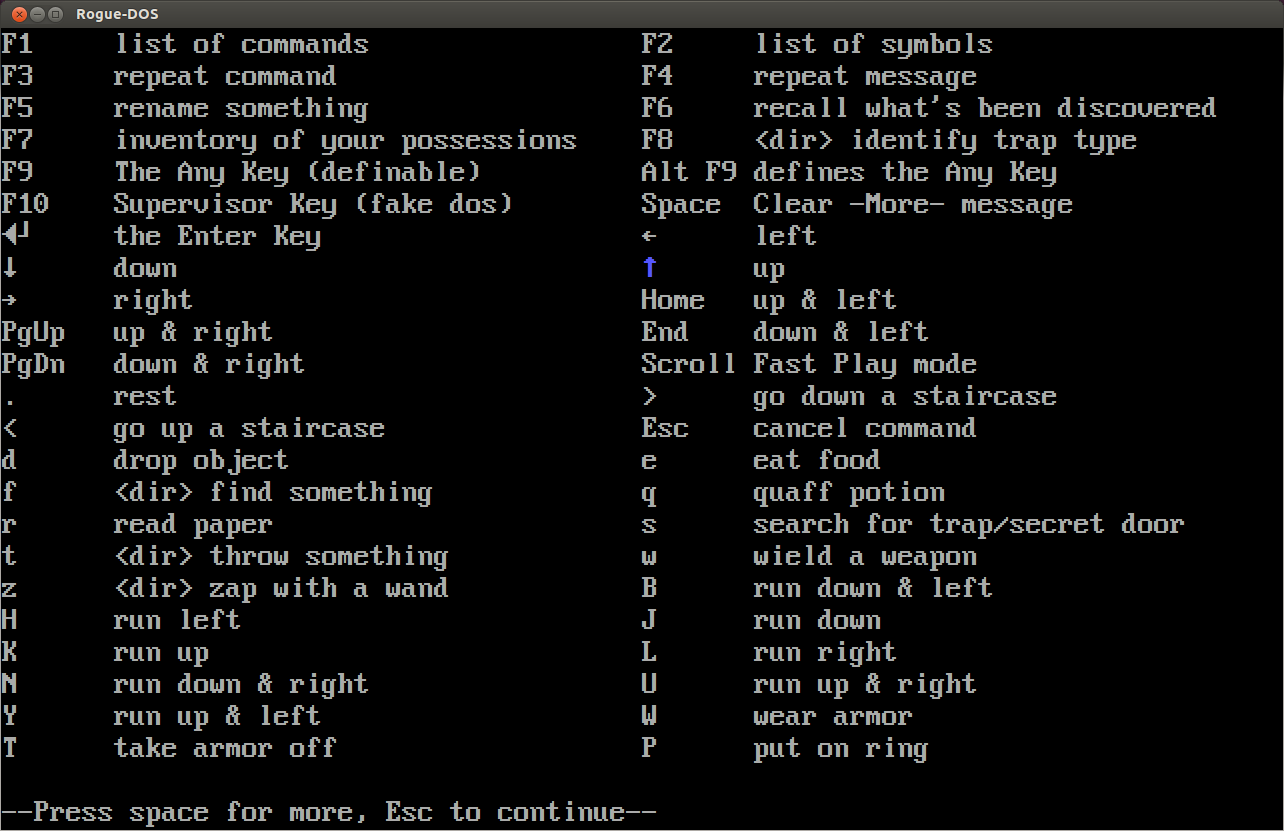 Rogue-DOS
F1 list of commands F2 list of symbols
F3 repeat command F4 repeat message
F5 rename something F6 recall what's been discovered
F7 inventory of your possessions F8 <dir> identify trap type
F9 The Any Key (definable) Alt F9 defines the Any Key
F10 Supervisor Key (fake dos) Space Clear -More- message
◄┘ the Enter Key ← left
↓ down ↑ up
→ right Home up & left
PgUp up & right End down & left
PgDn down & right Scroll Fast Play mode
. rest > go down a staircase
< go up a staircase Esc cancel command
d drop object e eat food
f <dir> find something q quaff potion
r read paper s search for trap/secret door
t <dir> throw something w wield a weapon
z <dir> zap with a wand B run down & left
H run left J run down
K run up L run right
N run down & right U run up & right
Y run up & left W wear armor
T take armor off P put on ring
--Press space for more, Esc to continue--